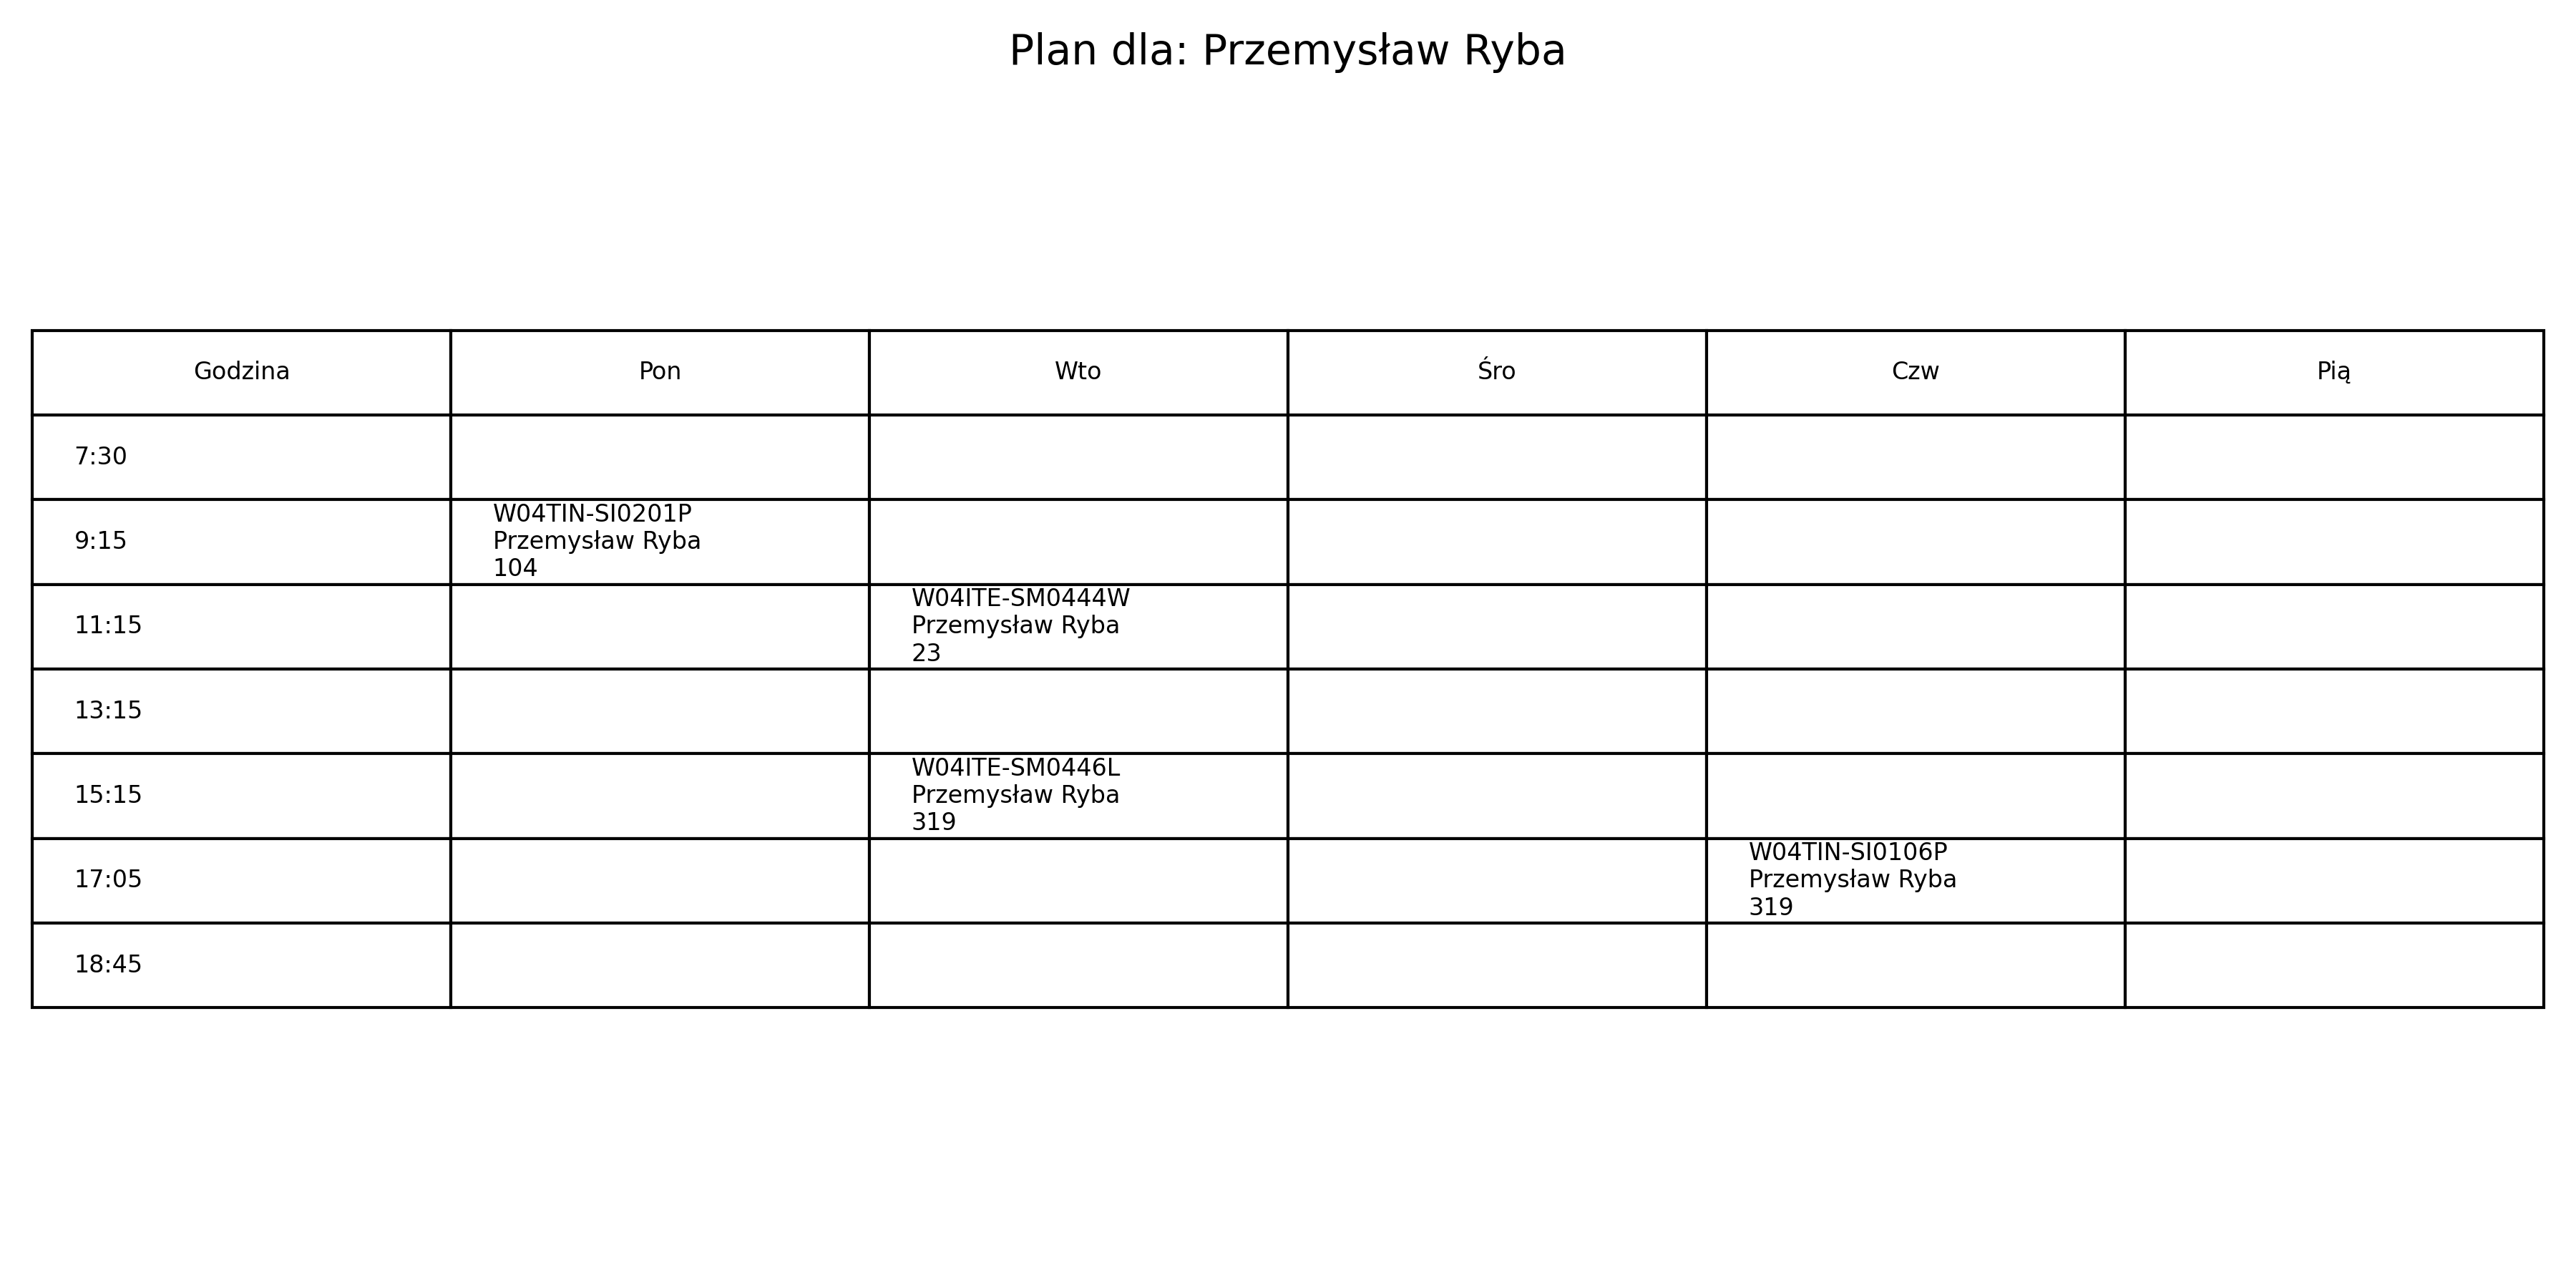 Plan dla: Przemysław Ryba
Godzina Pon Wto Śro Czw Pią
7:30
9:15
W04TIN-SI0201P
Przemysław Ryba
104
11:15
W04ITE-SM0444W
Przemysław Ryba
23
13:15
15:15
W04ITE-SM0446L
Przemysław Ryba
319
17:05
W04TIN-SI0106P
Przemysław Ryba
319
18:45